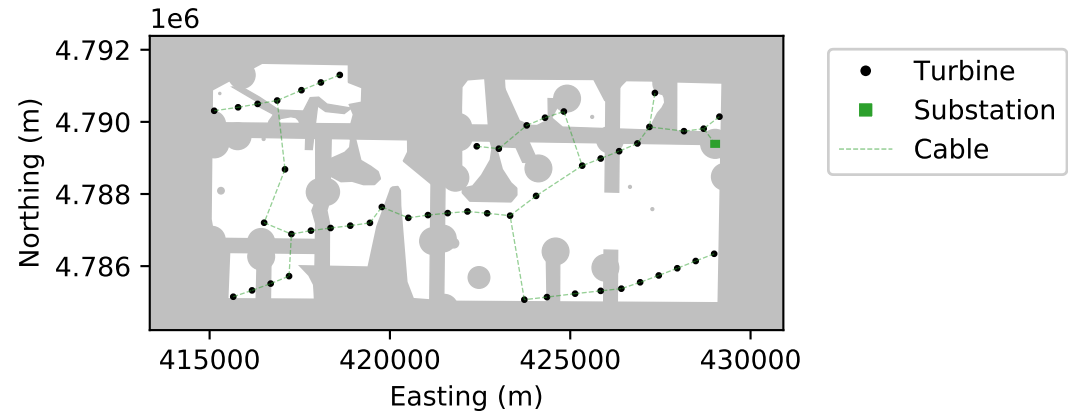 1e6
4.792
4.790
4.788
4.786
Northing (m)
415000 420000 425000 430000
Easting (m)
Turbine
Substation
Cable